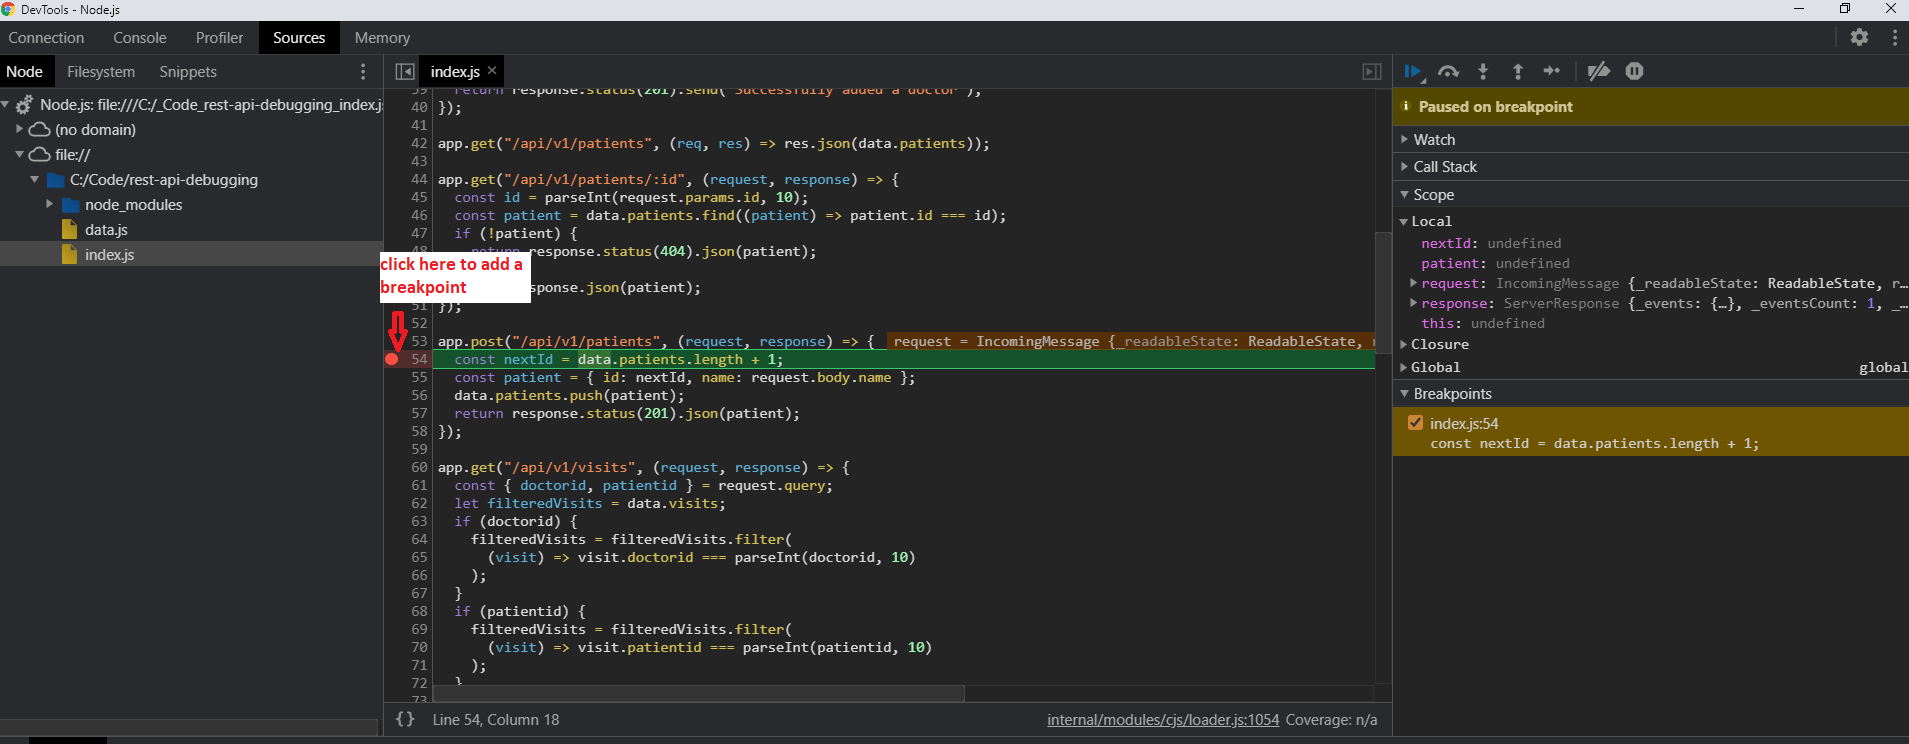 DevTools - Node.js
Connection Console Profiler Sources Memory
Node Filesystem Snippets
Node.js: file:///C:/_Code_rest-api-debugging_index.js
(no domain)
file://
C:/Code/rest-api-debugging
node_modules
data.js
index.js
index.js ×
39 return response.status(201).send("Successfully added a doctor");
40 });
41
42 app.get("/api/v1/patients", (req, res) => res.json(data.patients));
43
44 app.get("/api/v1/patients/:id", (request, response) => {
45 const id = parseInt(request.params.id, 10);
46 const patient = data.patients.find((patient) => patient.id === id);
47 if (!patient) {
48 return response.status(404).json(patient);
click here to add a
breakpoint
response.json(patient);
51 });
52
53 app.post("/api/v1/patients", (request, response) => { request = IncomingMessage {_readableState: ReadableState, r
54 const nextId = data.patients.length + 1;
55 const patient = { id: nextId, name: request.body.name };
56 data.patients.push(patient);
57 return response.status(201).json(patient);
58 });
59
60 app.get("/api/v1/visits", (request, response) => {
61 const { doctorid, patientid } = request.query;
62 let filteredVisits = data.visits;
63 if (doctorid) {
64 filteredVisits = filteredVisits.filter(
65 (visit) => visit.doctorid === parseInt(doctorid, 10)
66 );
67 }
68 if (patientid) {
69 filteredVisits = filteredVisits.filter(
70 (visit) => visit.patientid === parseInt(patientid, 10)
71 );
72 }
73
{} Line 54, Column 18
internal/modules/cjs/loader.js:1054 Coverage: n/a
Paused on breakpoint
Watch
Call Stack
Scope
Local
nextId: undefined
patient: undefined
request: IncomingMessage {_readableState: ReadableState, r…
response: ServerResponse {_events: {…}, _eventsCount: 1, _…
this: undefined
Closure
Global global
Breakpoints
index.js:54
const nextId = data.patients.length + 1;